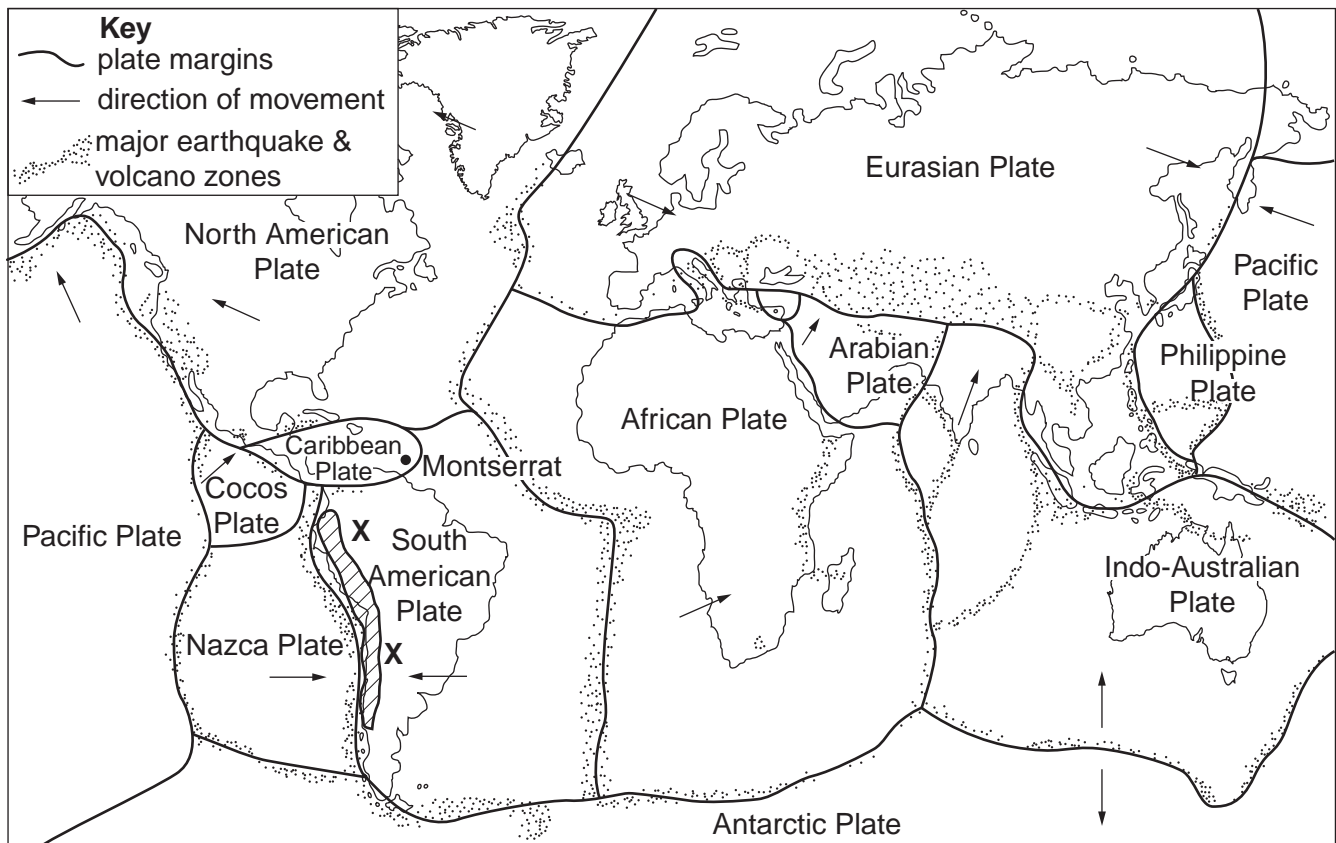 Key
plate margins
direction of movement
major earthquake &
volcano zones
North American
Plate
Eurasian Plate
Pacific
Plate
Philippine
Plate
Arabian
Plate
African Plate
Caribbean
Plate
Montserrat
Cocos
Plate
Pacific Plate
X
South
American
Plate
X
Nazca Plate
Indo-Australian
Plate
Antarctic Plate